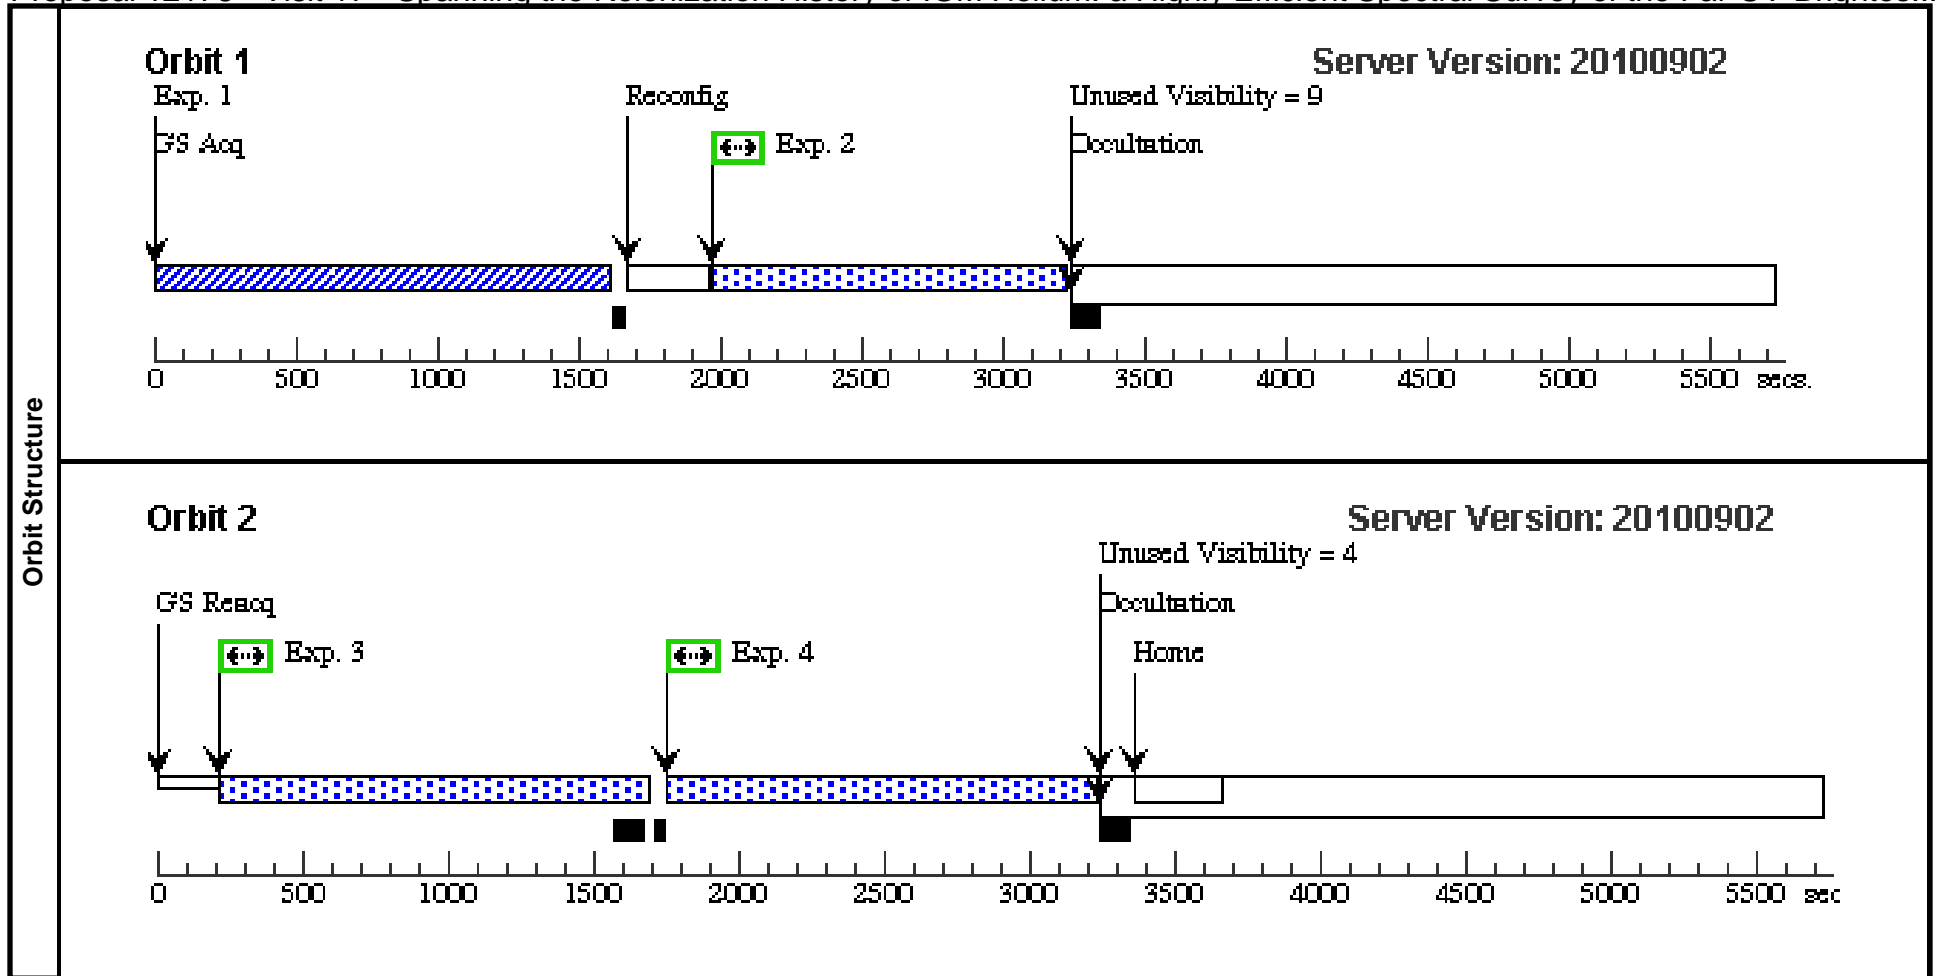 Orbit Structure
Orbit 1
Server Version: 20100902
Exp. 1
Reconfig
Unused Visibility = 9
GS Acq
Exp. 2
Occultation
0 500 1000 1500 2000 2500 3000 3500 4000 4500 5000 5500 secs.
Orbit 2
Server Version: 20100902
Unused Visibility = 4
GS Reacq
Occultation
Exp. 3
Exp. 4
Home
0 500 1000 1500 2000 2500 3000 3500 4000 4500 5000 5500 sec